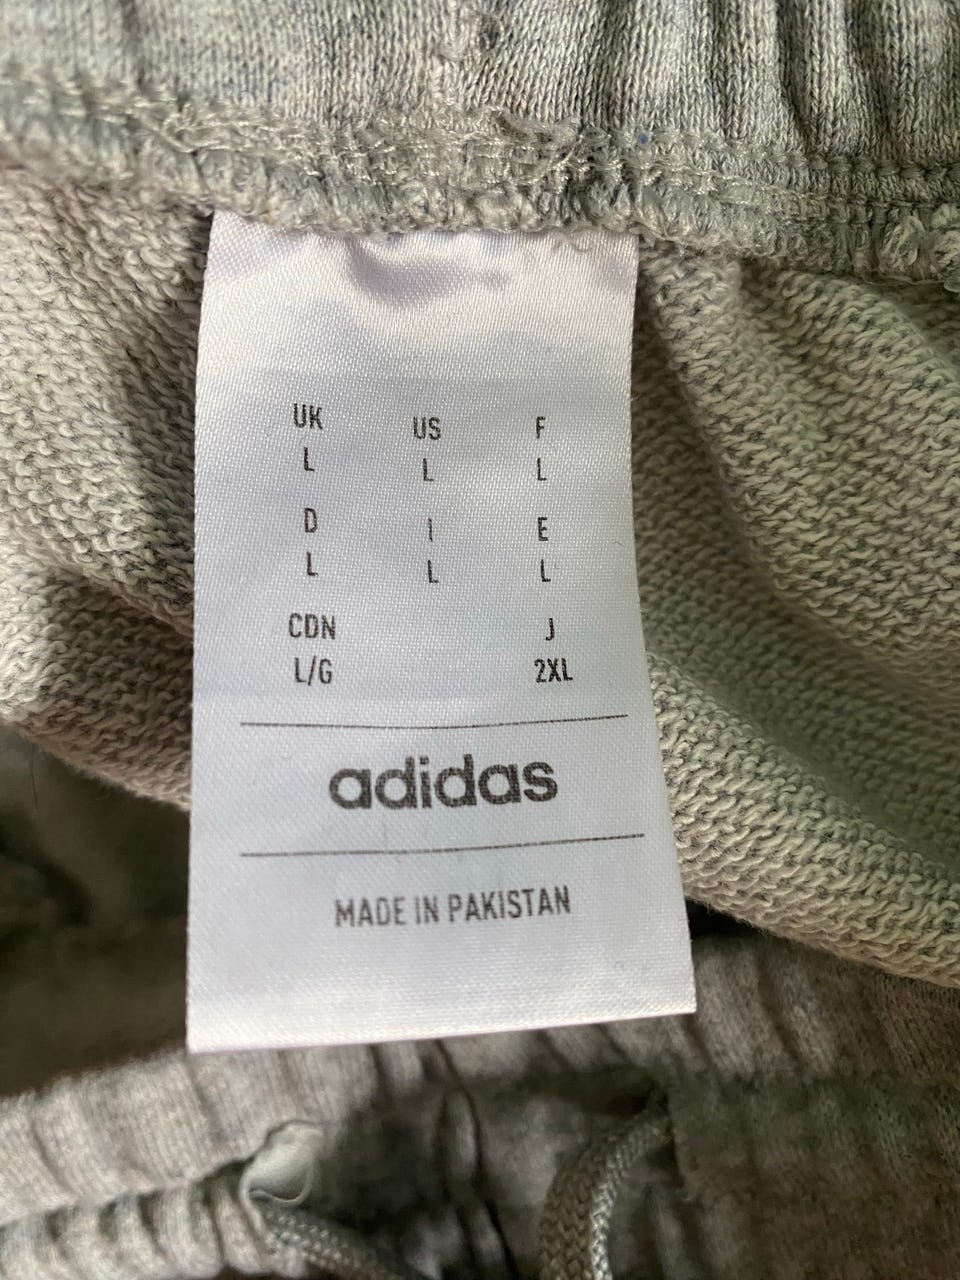 UK US F
L L L
D I E
L L L
CDN J
L/G 2XL
adidas
MADE IN PAKISTAN